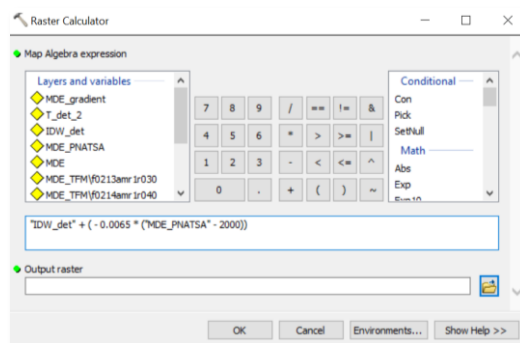 Raster Calculator
Map Algebra expression
Layers and variables
MDE_gradient
T_det_2
IDW_det
MDE_PNATSA
MDE
MDE_TFM\f0213amr1r030
MDE_TFM\f0214amr1r040
7 8 9 / == != &
4 5 6 * > >= |
1 2 3 - < <= ^
0 . + ( ) ~
Conditional
Con
Pick
SetNull
Math
Abs
Exp
Exp10
"IDW_det" + ( - 0.0065 * ("MDE_PNATSA" - 2000))
Output raster
OK Cancel Environments... Show Help >>